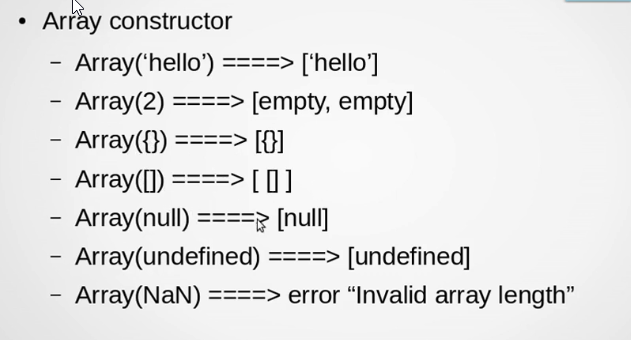 • Array constructor
– Array(‘hello’) ====> [‘hello’]
– Array(2) ====> [empty, empty]
– Array({}) ====> [{}]
– Array([]) ====> [ [] ]
– Array(null) ====> [null]
– Array(undefined) ====> [undefined]
– Array(NaN) ====> error “Invalid array length”